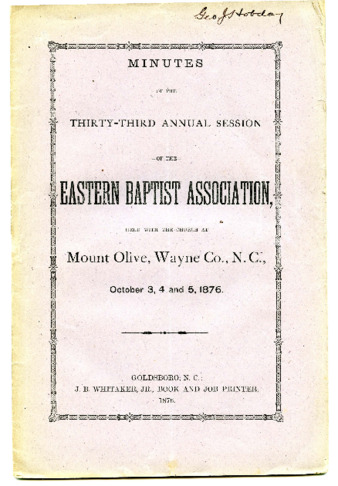 Geo J Hobday
MINUTES
OF THE
THIRTY-THIRD ANNUAL SESSION
OF THE
EASTERN BAPTIST ASSOCIATION,
HELD WITH THE CHURCH AT
Mount Olive, Wayne Co., N. C.,
October 3, 4 and 5, 1876.
GOLDSBORO, N. C.:
J. B. WHITAKER, JR., BOOK AND JOB PRINTER.
1876.